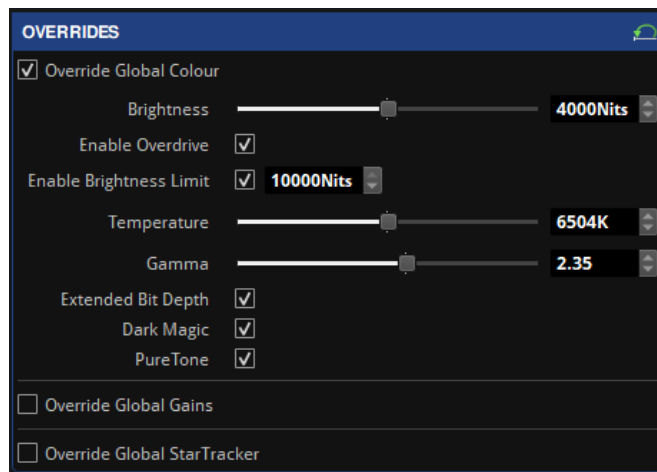 OVERRIDES
Override Global Colour
Brightness 4000Nits
Enable Overdrive
Enable Brightness Limit 10000Nits
Temperature 6504K
Gamma 2.35
Extended Bit Depth
Dark Magic
PureTone
Override Global Gains
Override Global StarTracker